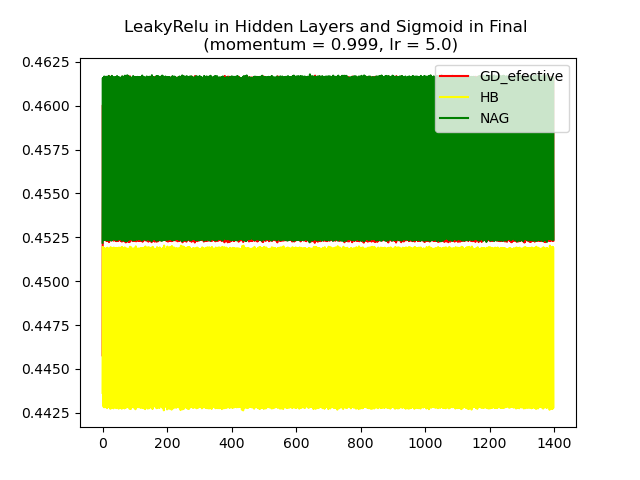 LeakyRelu in Hidden Layers and Sigmoid in Final
(momentum = 0.999, lr = 5.0)
0.4625
0.4600
0.4575
0.4550
0.4525
0.4500
0.4475
0.4450
0.4425
GD_efective
HB
NAG
0 200 400 600 800 1000 1200 1400